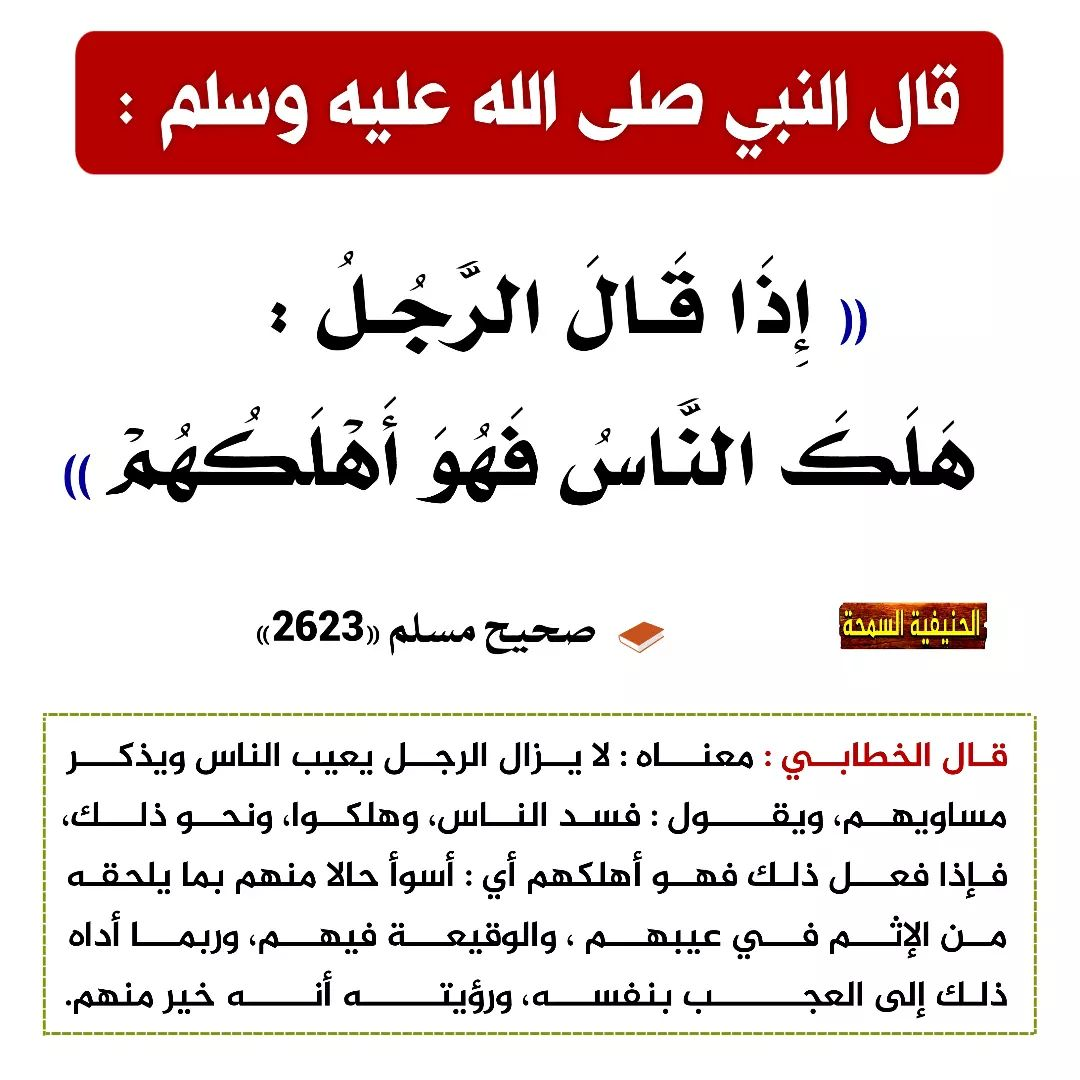 قال النبي صلى الله عليه وسلم :
(( إِذَا قَالَ الرَّجُلُ :
هَلَكَ النَّاسُ فَهُوَ أَهْلَكُهُمْ ))
صحيح مسلم ((2623))
الحنيفية السمحة
قال الخطابي : معناه : لا يزال الرجل يعيب الناس ويذكر
مساويهم، ويقول : فسد الناس، وهلكوا، ونحو ذلك،
فإذا فعل ذلك فهو أهلكهم أي : أسوأ حالا منهم بما يلحقه
من الإثم في عيبهم ، والوقيعة فيهم، وربما أداه
ذلك إلى العجب بنفسه، ورؤيته أنه خير منهم.